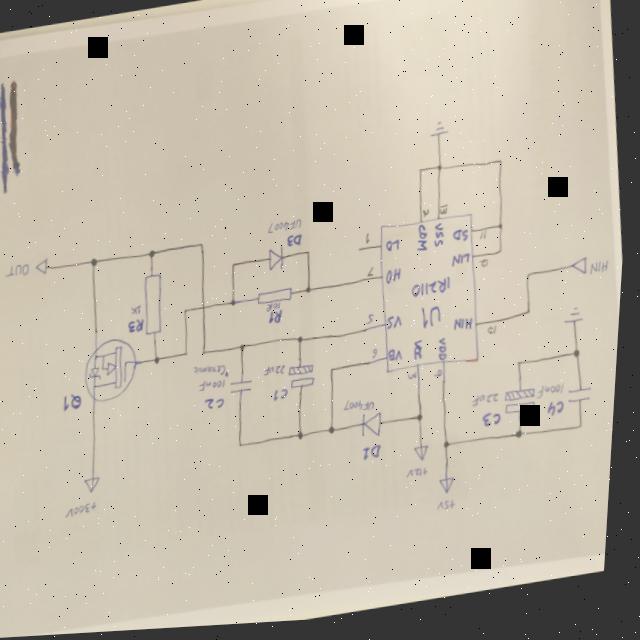 +5V
+300V
+12V
D1
UF4007
C4
100nF
C3
22uF
Q1
C2
100nF
Ceramic
C1
22uF
9
3
VDD
VCC
VB
6
10
HIN
U1
VS
5
R3
1K
R1
IR2110
HIN
HO
7
12
LIN
OUT
D3
UF4007
11
SD
VSS
COM
LO
1
13
2